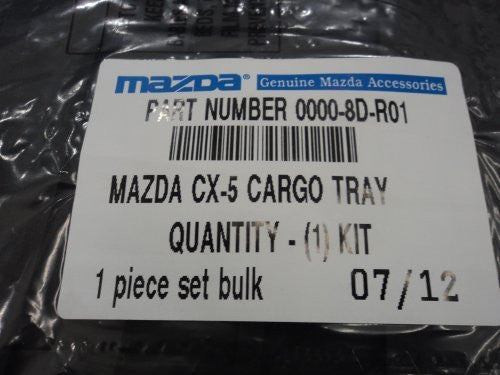 KEEP
mazda® Genuine Mazda Accessories
PART NUMBER 0000-8D-R01
MAZDA CX-5 CARGO TRAY
QUANTITY - (1) KIT
1 piece set bulk 07/12